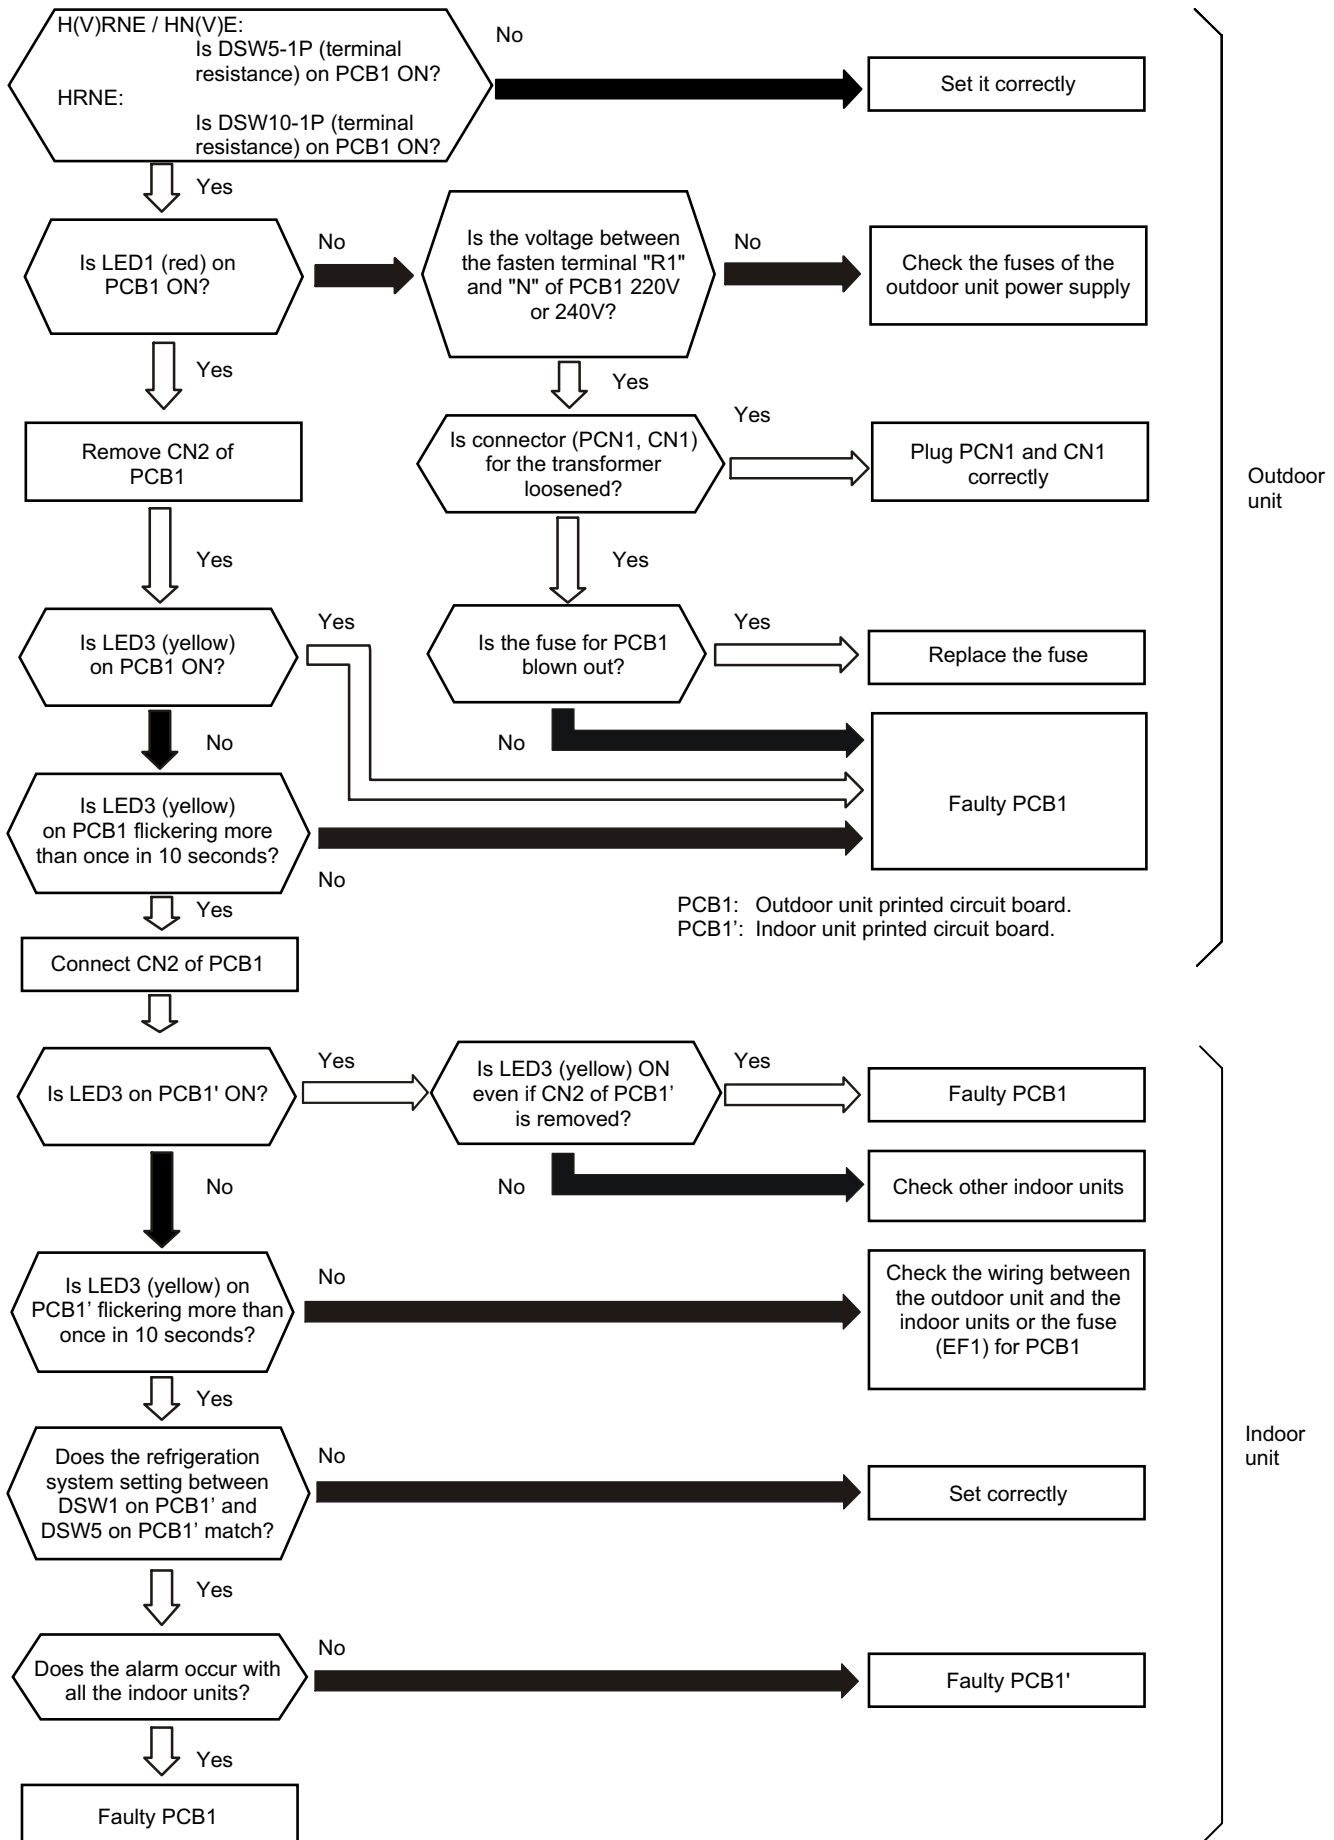 H(V)RNE / HN(V)E:
Is DSW5-1P (terminal
resistance) on PCB1 ON?
HRNE:
Is DSW10-1P (terminal
resistance) on PCB1 ON?
No
Set it correctly
Yes
Is LED1 (red) on
PCB1 ON?
No
Is the voltage between
the fasten terminal "R1"
and "N" of PCB1 220V
or 240V?
No
Check the fuses of the
outdoor unit power supply
Yes
Yes
Remove CN2 of
PCB1
Is connector (PCN1, CN1)
for the transformer
loosened?
Yes
Plug PCN1 and CN1
correctly
Outdoor
unit
Yes
Yes
Is LED3 (yellow)
on PCB1 ON?
Yes
Is the fuse for PCB1
blown out?
Yes
Replace the fuse
No
No
Faulty PCB1
Is LED3 (yellow)
on PCB1 flickering more
than once in 10 seconds?
No
Yes
PCB1: Outdoor unit printed circuit board.
PCB1’: Indoor unit printed circuit board.
Connect CN2 of PCB1
Is LED3 on PCB1' ON?
Yes
Is LED3 (yellow) ON
even if CN2 of PCB1’
is removed?
Yes
Faulty PCB1
No
No
Check other indoor units
Is LED3 (yellow) on
PCB1’ flickering more than
once in 10 seconds?
No
Check the wiring between
the outdoor unit and the
indoor units or the fuse
(EF1) for PCB1
Yes
Does the refrigeration
system setting between
DSW1 on PCB1’ and
DSW5 on PCB1’ match?
No
Set correctly
Indoor
unit
Yes
Does the alarm occur with
all the indoor units?
No
Faulty PCB1'
Yes
Faulty PCB1